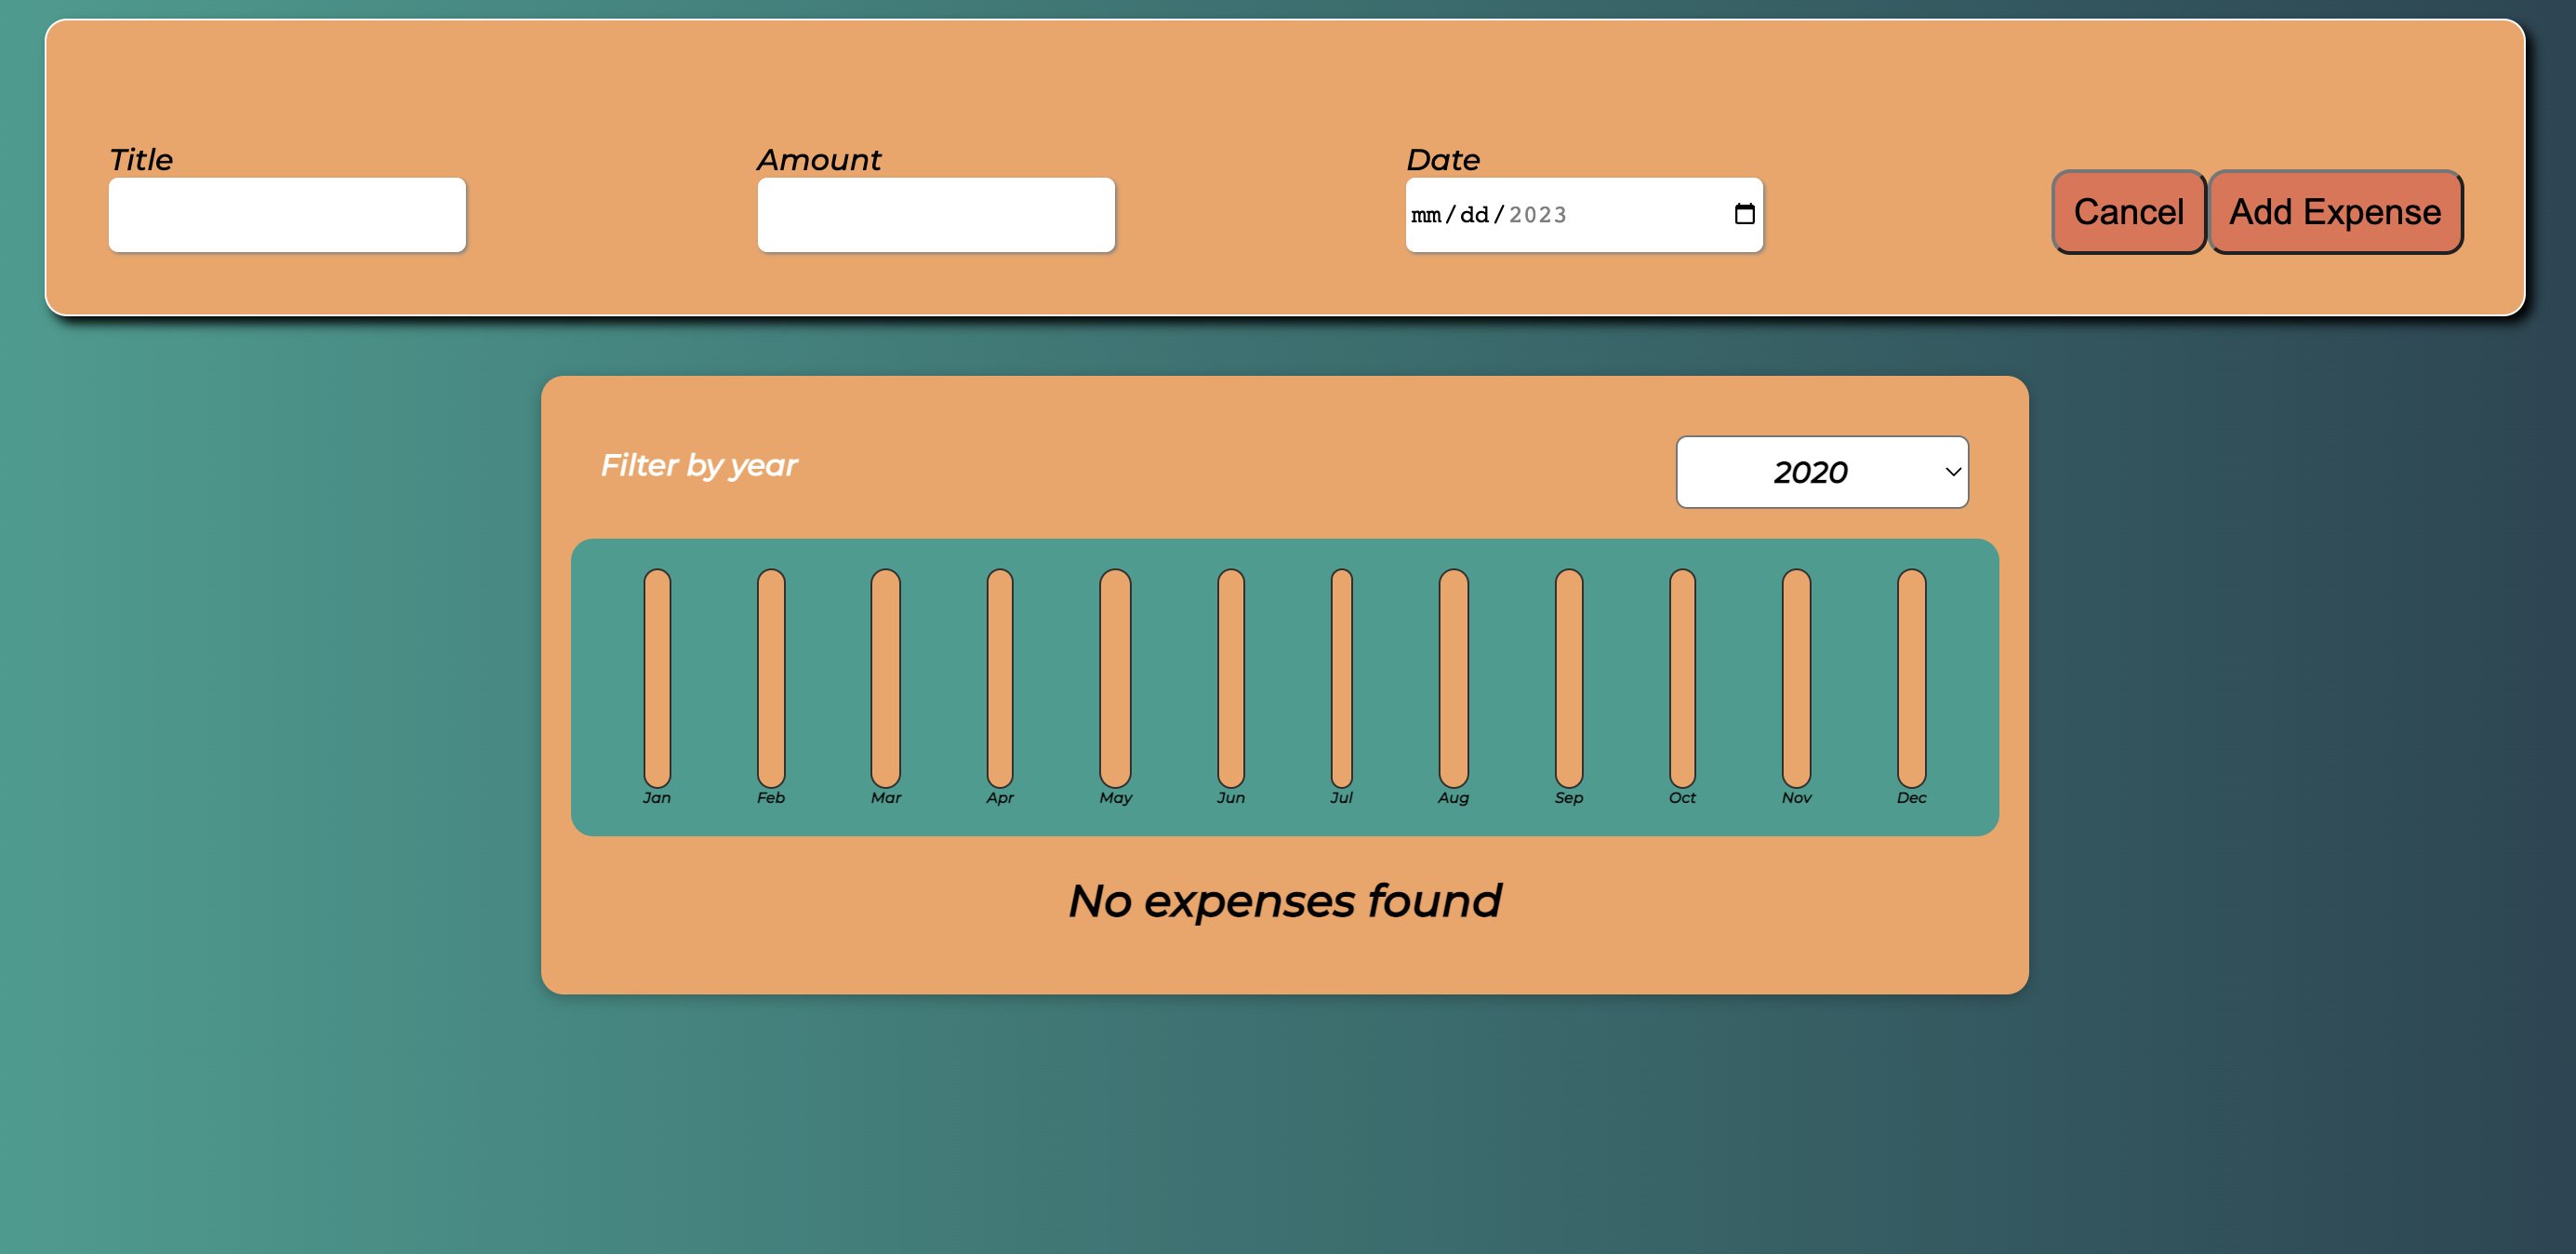 Title Amount Date
mm/dd/2023 Cancel Add Expense
Filter by year 2020
Jan Feb Mar Apr May Jun Jul Aug Sep Oct Nov Dec
No expenses found